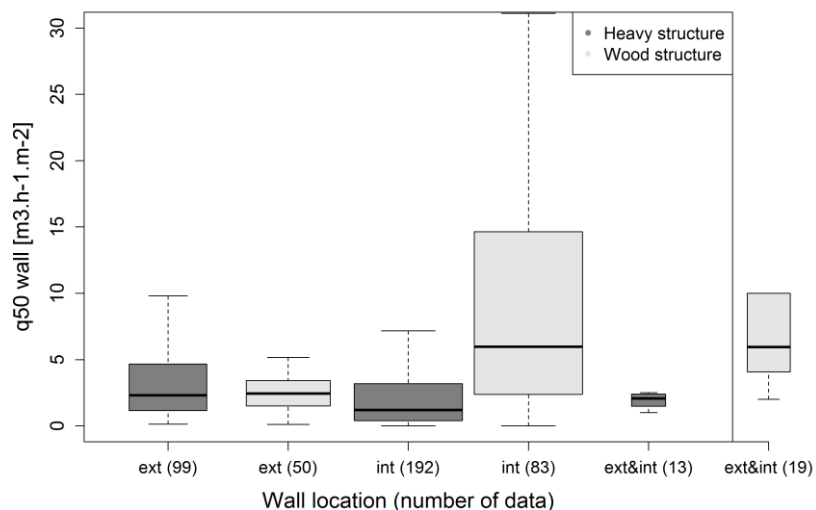 q50 wall [m3.h-1.m-2]
30
25
20
15
10
5
0
Heavy structure
Wood structure
ext (99) ext (50) int (192) int (83) ext&int (13) ext&int (19)
Wall location (number of data)